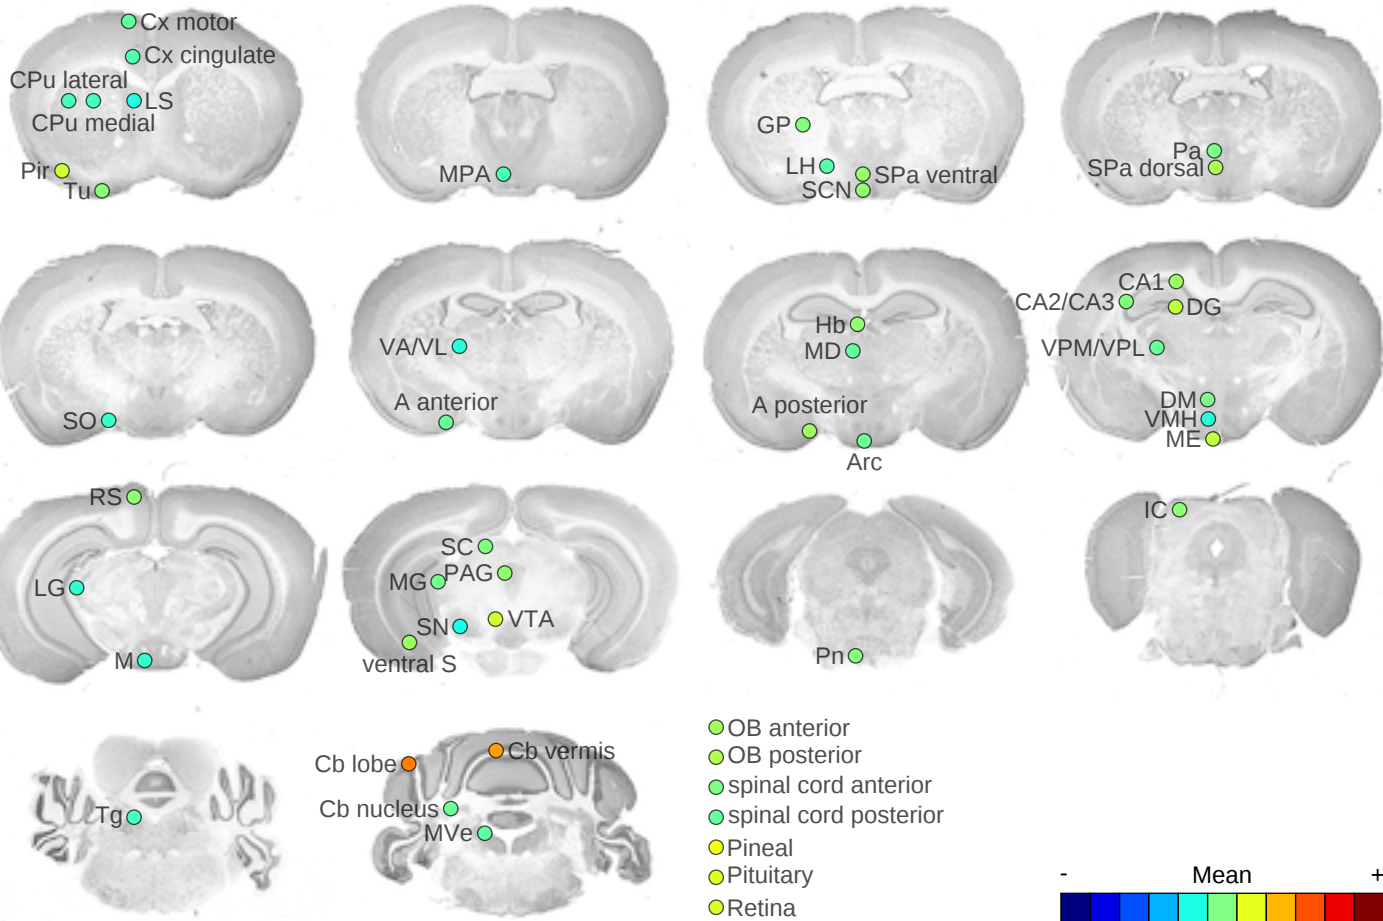 Cx motor
Cx cingulate
CPu lateral
LS
CPu medial
Pir
Tu
MPA
GP
LH
SPa ventral
SCN
Pa
SPa dorsal
SO
VA/VL
A anterior
Hb
MD
A posterior
Arc
CA1
CA2/CA3
DG
VPM/VPL
DM
VMH
ME
RS
LG
M
SC
PAG
MG
VTA
SN
ventral S
Pn
IC
Tg
Cb vermis
Cb lobe
Cb nucleus
MVe
OB anterior
OB posterior
spinal cord anterior
spinal cord posterior
Pineal
Pituitary
Retina
- Mean +